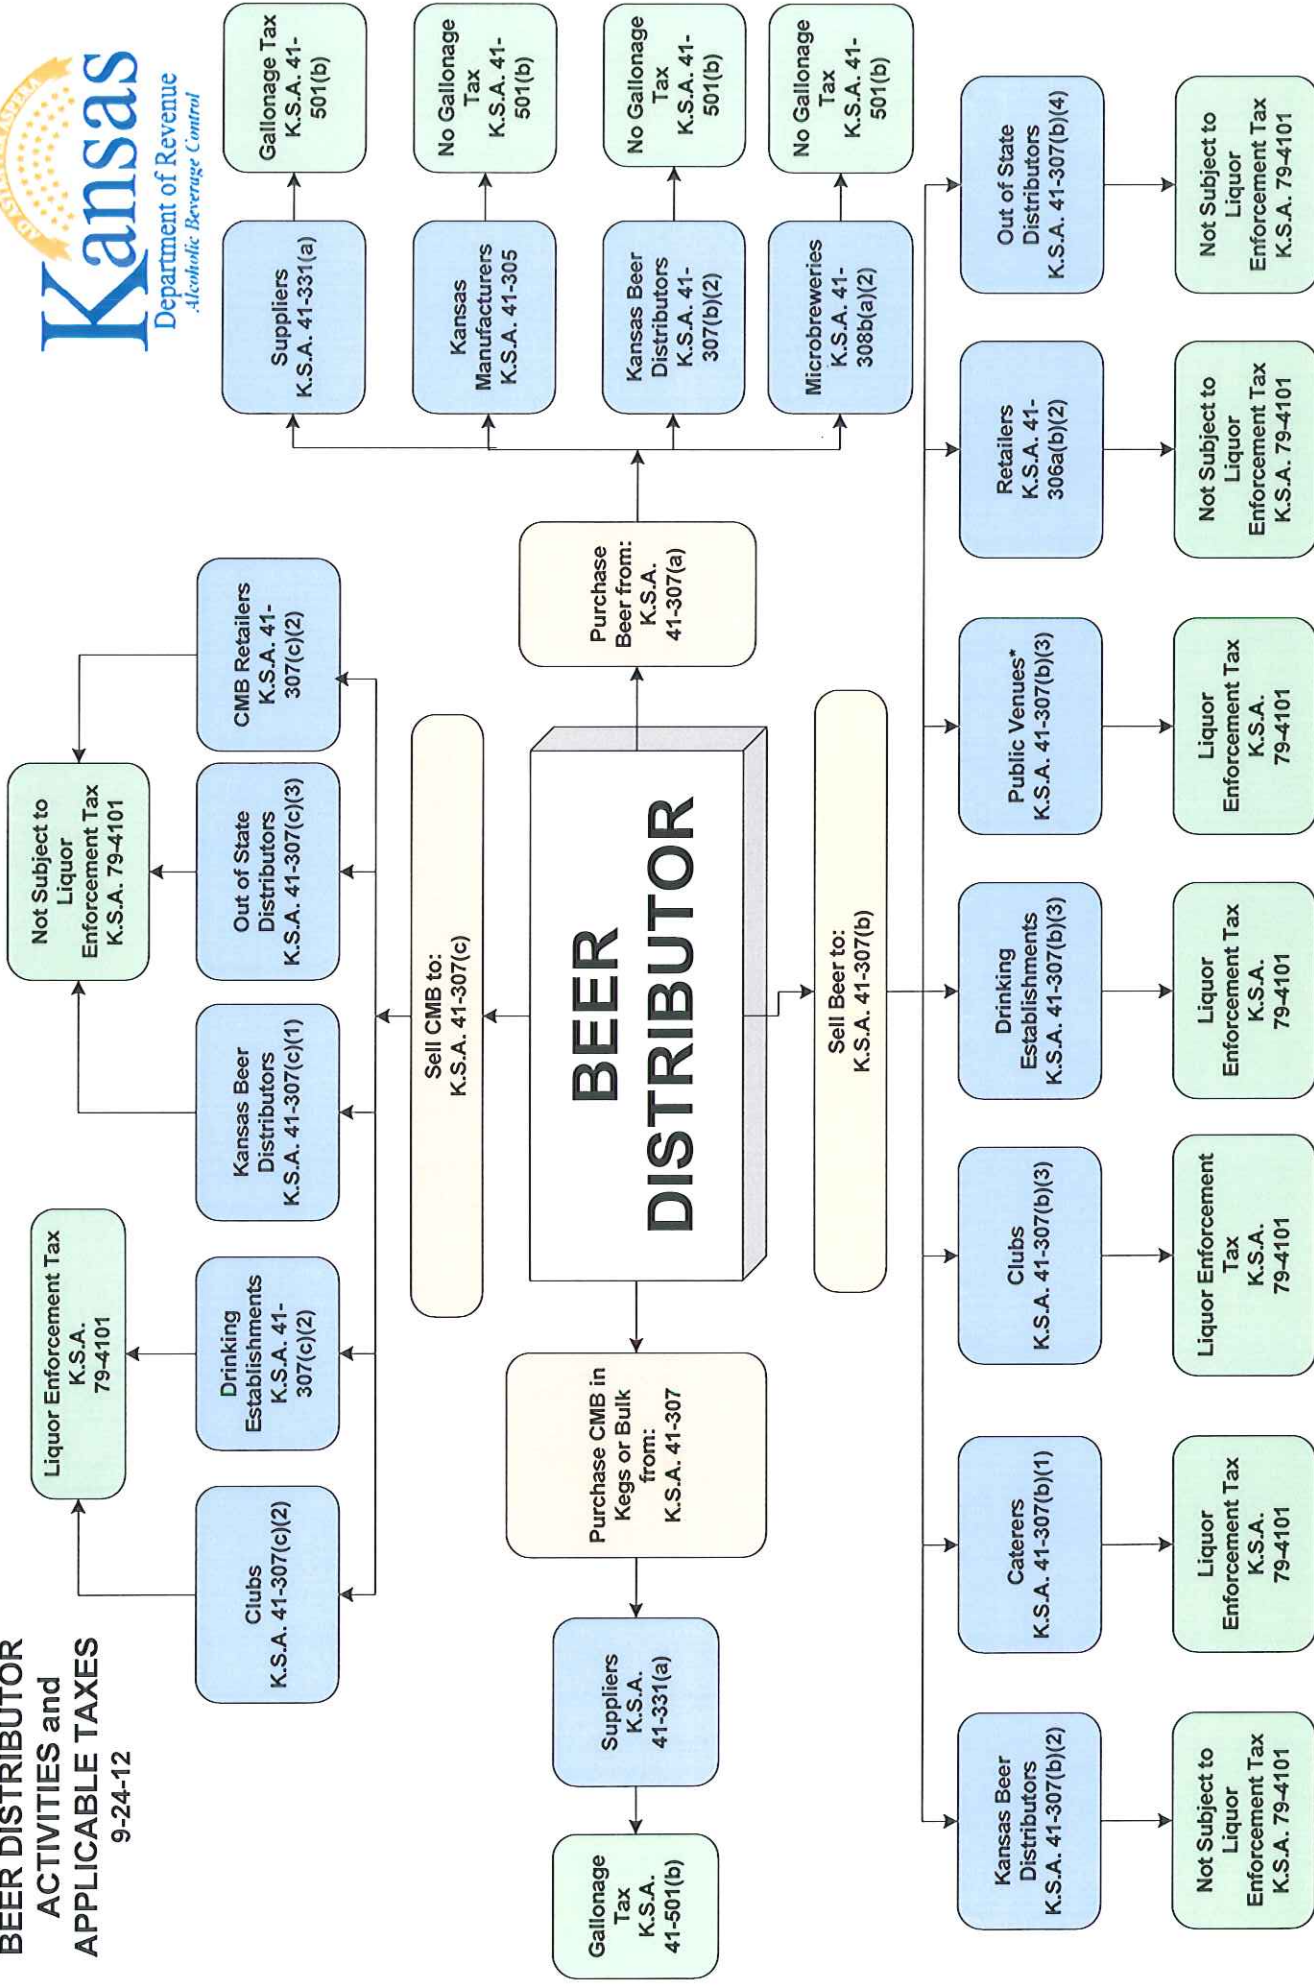 BEER DISTRIBUTOR
ACTIVITIES and
APPLICABLE TAXES
9-24-12
Kansas
Department of Revenue
Alcoholic Beverage Control
Liquor Enforcement Tax
K.S.A.
79-4101
Not Subject to
Liquor
Enforcement Tax
K.S.A. 79-4101
Clubs
K.S.A. 41-307(c)(2)
Drinking
Establishments
K.S.A. 41-
307(c)(2)
Kansas Beer
Distributors
K.S.A. 41-307(c)(1)
Out of State
Distributors
K.S.A. 41-307(c)(3)
CMB Retailers
K.S.A. 41-
307(c)(2)
Sell CMB to:
K.S.A. 41-307(c)
Suppliers
K.S.A. 41-331(a)
Gallonage Tax
K.S.A. 41-
501(b)
Kansas
Manufacturers
K.S.A. 41-305
No Gallonage
Tax
K.S.A. 41-
501(b)
Kansas Beer
Distributors
K.S.A. 41-
307(b)(2)
No Gallonage
Tax
K.S.A. 41-
501(b)
Microbreweries
K.S.A. 41-
308b(a)(2)
No Gallonage
Tax
K.S.A. 41-
501(b)
Gallonage
Tax
K.S.A.
41-501(b)
Suppliers
K.S.A.
41-331(a)
Purchase CMB in
Kegs or Bulk
from:
K.S.A. 41-307
BEER
DISTRIBUTOR
Purchase
Beer from:
K.S.A.
41-307(a)
Sell Beer to:
K.S.A. 41-307(b)
Kansas Beer
Distributors
K.S.A. 41-307(b)(2)
Caterers
K.S.A. 41-307(b)(1)
Clubs
K.S.A. 41-307(b)(3)
Drinking
Establishments
K.S.A. 41-307(b)(3)
Public Venues*
K.S.A. 41-307(b)(3)
Retailers
K.S.A. 41-
306a(b)(2)
Out of State
Distributors
K.S.A. 41-307(b)(4)
Not Subject to
Liquor
Enforcement Tax
K.S.A. 79-4101
Liquor
Enforcement Tax
K.S.A.
79-4101
Liquor Enforcement
Tax
K.S.A.
79-4101
Liquor
Enforcement Tax
K.S.A.
79-4101
Liquor
Enforcement Tax
K.S.A.
79-4101
Not Subject to
Liquor
Enforcement Tax
K.S.A. 79-4101
Not Subject to
Liquor
Enforcement Tax
K.S.A. 79-4101